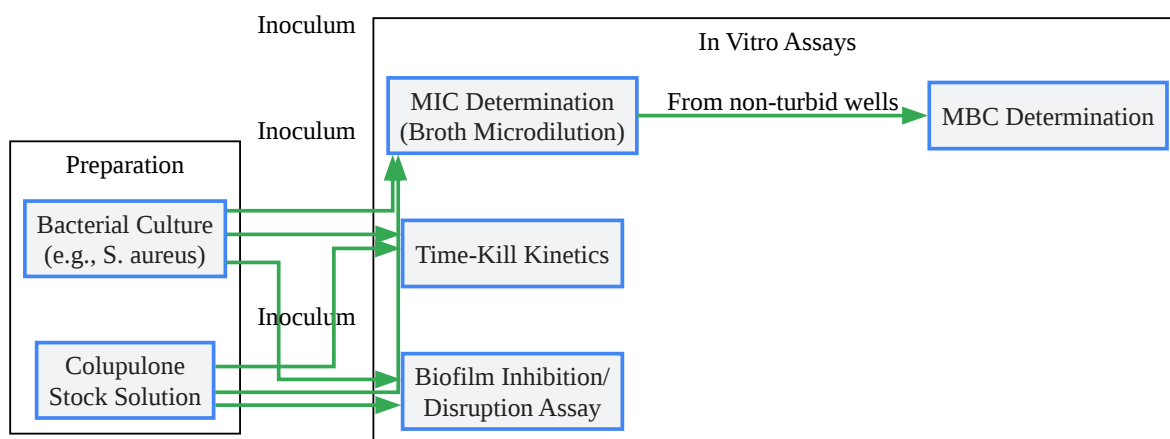 Inoculum
In Vitro Assays
MIC Determination
(Broth Microdilution)
From non-turbid wells
MBC Determination
Inoculum
Preparation
Bacterial Culture
(e.g., S. aureus)
Time-Kill Kinetics
Inoculum
Colupulone
Stock Solution
Biofilm Inhibition/
Disruption Assay